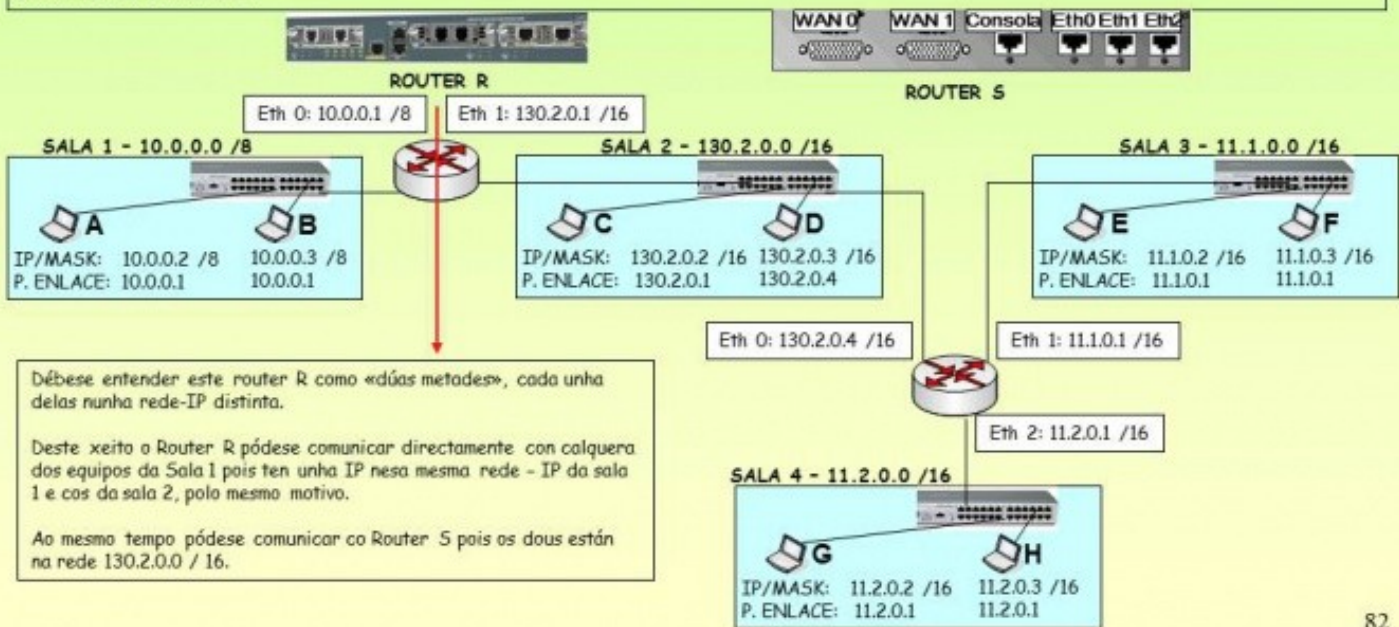 WAN 0 WAN 1 Consola Eth0 Eth1 Eth2
ROUTER R
ROUTER S
Eth 0: 10.0.0.1 /8
Eth 1: 130.2.0.1 /16
SALA 1 - 10.0.0.0 /8
A
B
IP/MASK: 10.0.0.2 /8 10.0.0.3 /8
P. ENLACE: 10.0.0.1 10.0.0.1
SALA 2 - 130.2.0.0 /16
C
D
IP/MASK: 130.2.0.2 /16 130.2.0.3 /16
P. ENLACE: 130.2.0.1 130.2.0.4
SALA 3 - 11.1.0.0 /16
E
F
IP/MASK: 11.1.0.2 /16 11.1.0.3 /16
P. ENLACE: 11.1.0.1 11.1.0.1
Eth 0: 130.2.0.4 /16
Eth 1: 11.1.0.1 /16
Eth 2: 11.2.0.1 /16
Débese entender este router R como «dúas metades», cada unha
delas nunha rede-IP distinta.
Deste xeito o Router R pódese comunicar directamente con calquera
dos equipos da Sala 1 pois ten unha IP nesa mesma rede - IP da sala
1 e cos da sala 2, polo mesmo motivo.
Ao mesmo tempo pódese comunicar co Router S pois os dous están
na rede 130.2.0.0 / 16.
SALA 4 - 11.2.0.0 /16
G
H
IP/MASK: 11.2.0.2 /16 11.2.0.3 /16
P. ENLACE: 11.2.0.1 11.2.0.1
82